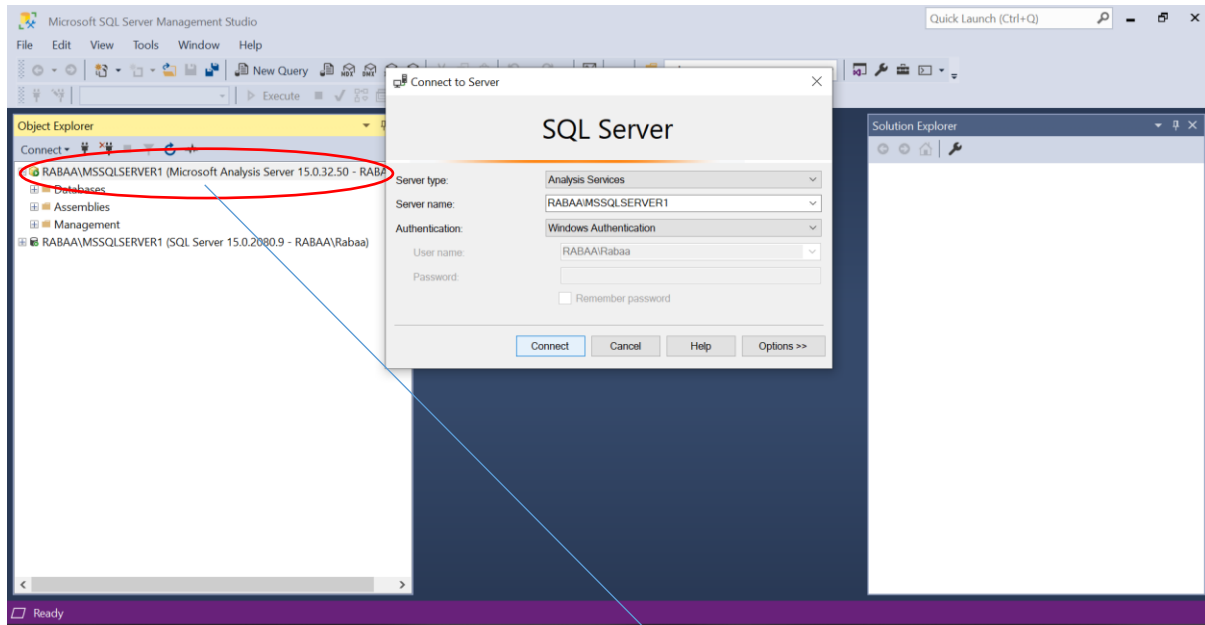 Microsoft SQL Server Management Studio
Quick Launch (Ctrl+Q)
File Edit View Tools Window Help
New Query
Execute
Object Explorer
Connect
RABAA\MSSQLSERVER1 (Microsoft Analysis Server 15.0.32.50 - RABA
Databases
Assemblies
Management
RABAA\MSSQLSERVER1 (SQL Server 15.0.2080.9 - RABAA\Rabaa)
Connect to Server
SQL Server
Server type: Analysis Services
Server name: RABAA\MSSQLSERVER1
Authentication: Windows Authentication
User name: RABAA\Rabaa
Password:
Remember password
Connect Cancel Help Options >>
Solution Explorer
Ready